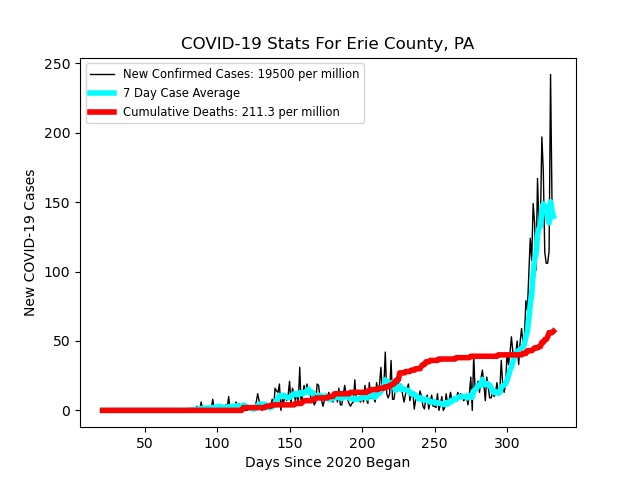 COVID-19 Stats For Erie County, PA
New Confirmed Cases: 19500 per million
7 Day Case Average
Cumulative Deaths: 211.3 per million
New COVID-19 Cases
250
200
150
100
50
0
50
100
150
200
250
300
Days Since 2020 Began